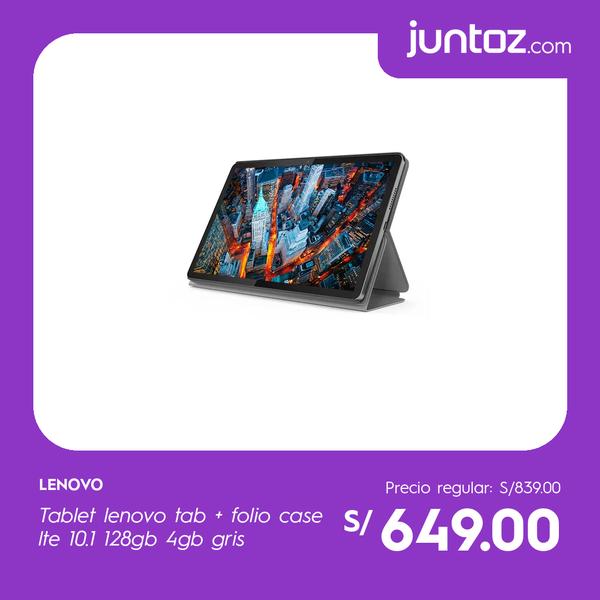 juntoz.com
LENOVO
Tablet lenovo tab + folio case
lte 10.1 128gb 4gb gris
Precio regular: S/839.00
S/ 649.00